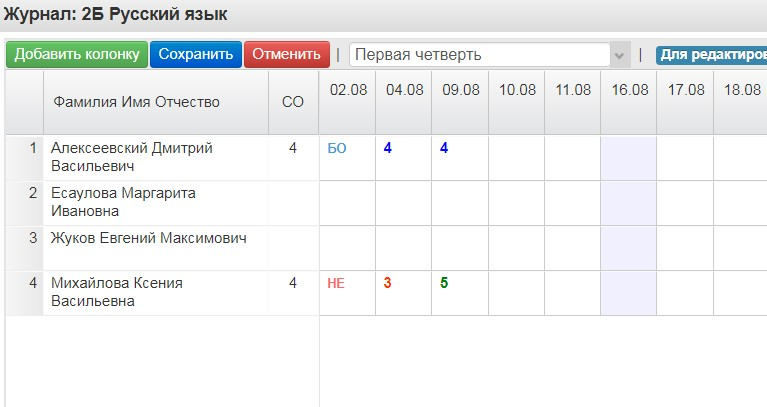 Журнал: 2Б Русский язык
Добавить колонку Сохранить Отменить | Первая четверть | Для редактиров
Фамилия Имя Отчество СО 02.08 04.08 09.08 10.08 11.08 16.08 17.08 18.08
1 Алексеевский Дмитрий 4 БО 4 4
Васильевич
2 Есаулова Маргарита
Ивановна
3 Жуков Евгений Максимович
4 Михайлова Ксения 4 НЕ 3 5
Васильевна